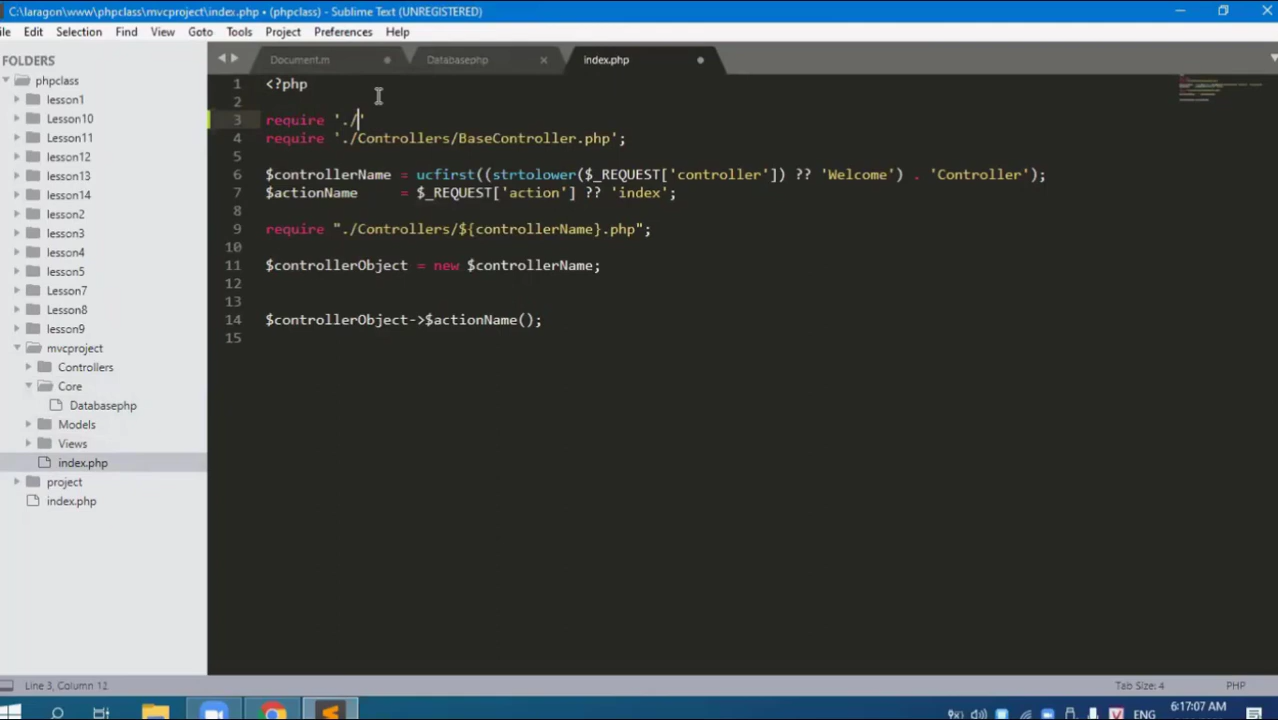 C:\laragon\www\phpclass\mvcproject\index.php • (phpclass) - Sublime Text (UNREGISTERED)
ile Edit Selection Find View Goto Tools Project Preferences Help
FOLDERS
phpclass
lesson1
Lesson10
Lesson11
lesson12
lesson13
lesson14
lesson2
lesson3
lesson4
lesson5
Lesson7
Lesson8
lesson9
mvcproject
Controllers
Core
Databasephp
Models
Views
index.php
project
index.php
Document.m
Databasephp
index.php
1 <?php
2
3 require './'
4 require './Controllers/BaseController.php';
5
6 $controllerName = ucfirst((strtolower($_REQUEST['controller']) ?? 'Welcome') . 'Controller');
7 $actionName = $_REQUEST['action'] ?? 'index';
8
9 require "./Controllers/${controllerName}.php";
10
11 $controllerObject = new $controllerName;
12
13
14 $controllerObject->$actionName();
15
Line 3, Column 12
Tab Size: 4
PHP
ENG
6:17:07 AM